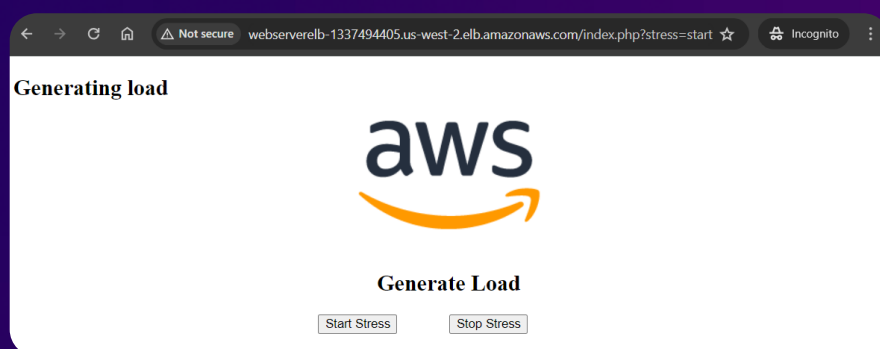 Not secure webserverelb-1337494405.us-west-2.elb.amazonaws.com/index.php?stress=start Incognito
Generating load
aws
Generate Load
Start Stress Stop Stress